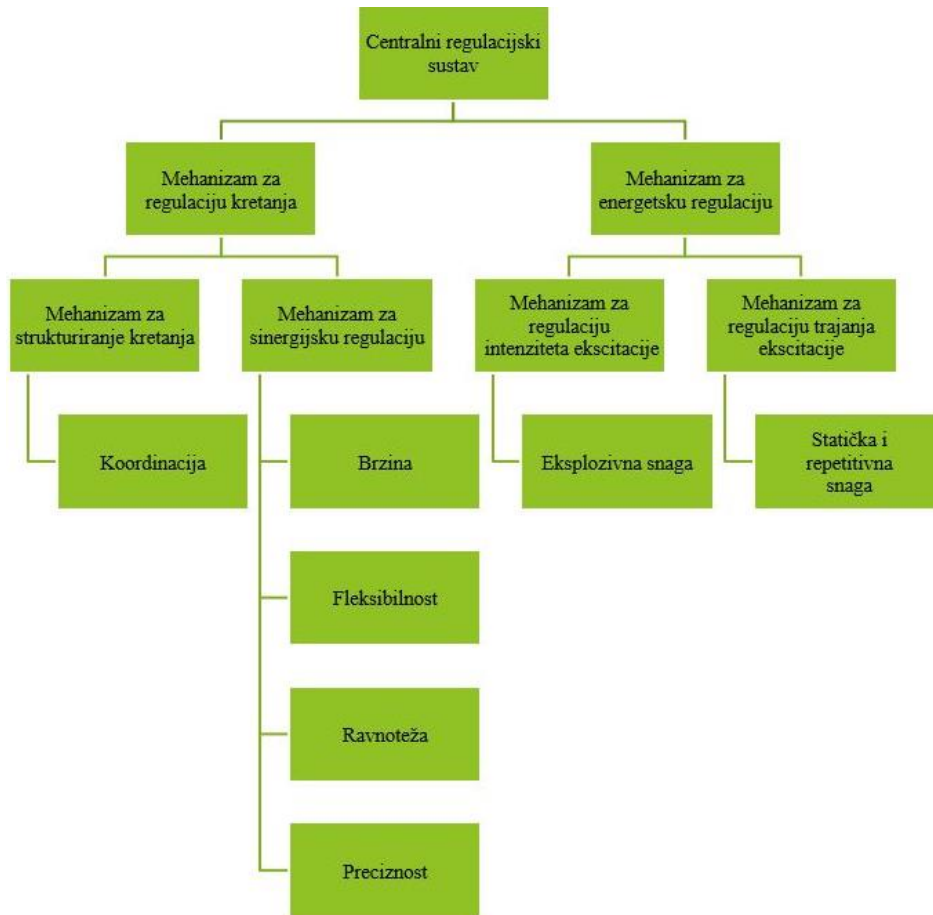 Centralni regulacijski
sustav
Mehanizam za
regulaciju kretanja
Mehanizam za
energetsku regulaciju
Mehanizam za
strukturiranje kretanja
Mehanizam za
sinergijsku regulaciju
Mehanizam za
regulaciju
intenziteta ekscitacije
Mehanizam za
regulaciju trajanja
ekscitacije
Koordinacija
Brzina
Eksplozivna snaga
Statička i
repetitivna
snaga
Fleksibilnost
Ravnoteža
Preciznost